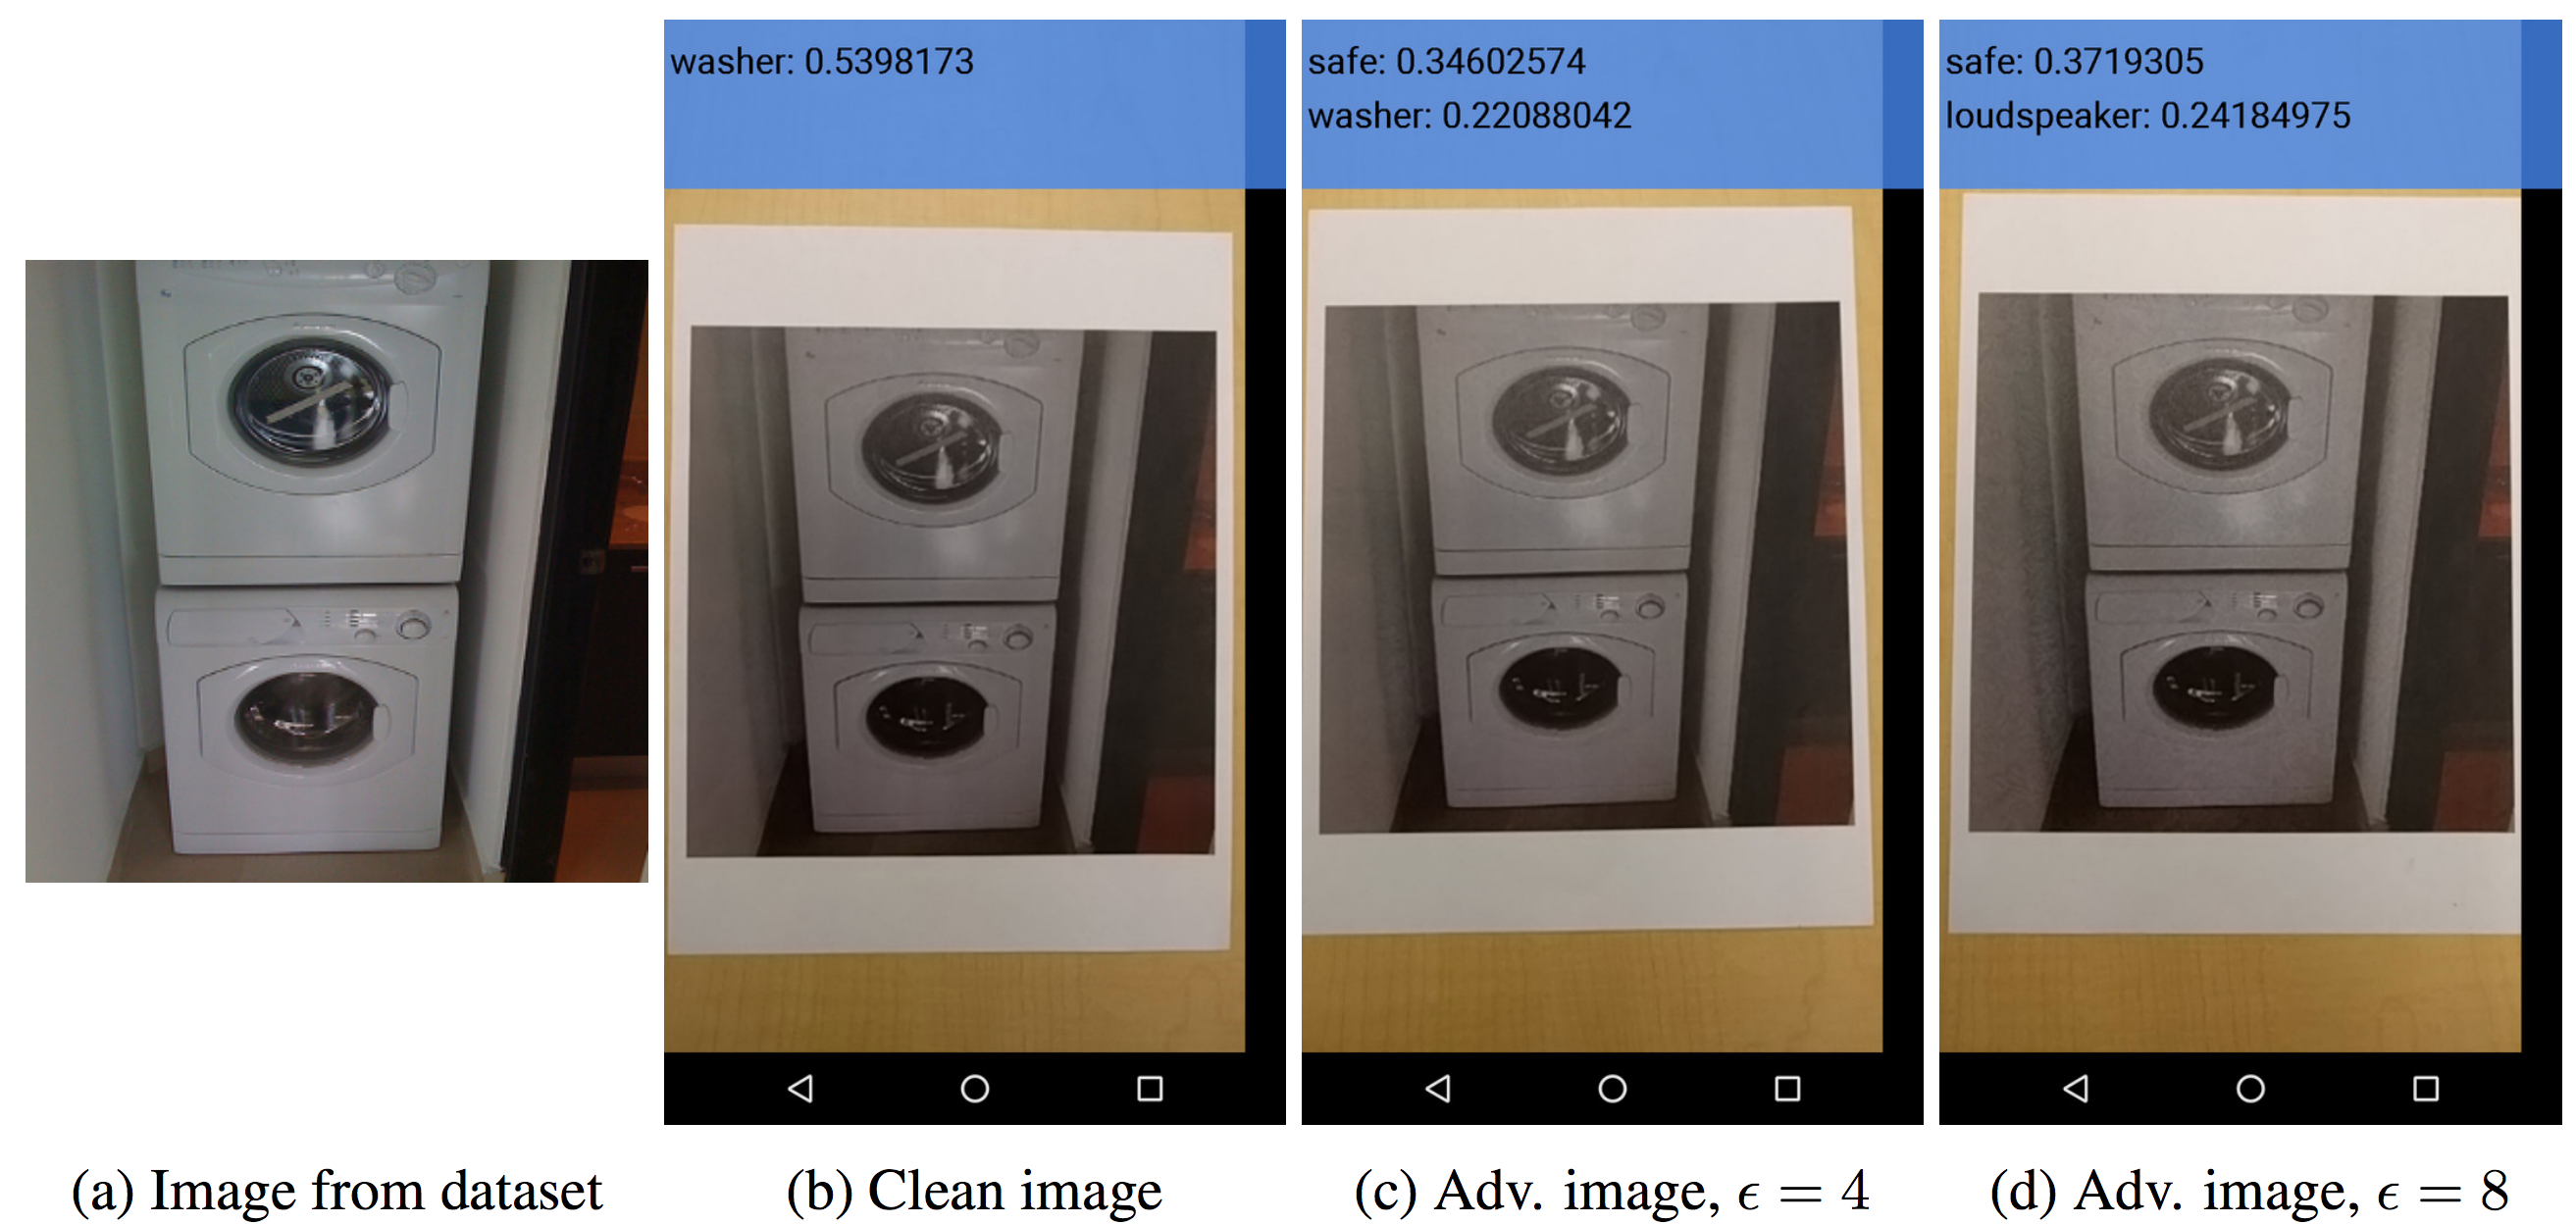 washer: 0.5398173
safe: 0.34602574
washer: 0.22088042
safe: 0.3719305
loudspeaker: 0.24184975
(a) Image from dataset
(b) Clean image
(c) Adv. image, ϵ = 4
(d) Adv. image, ϵ = 8